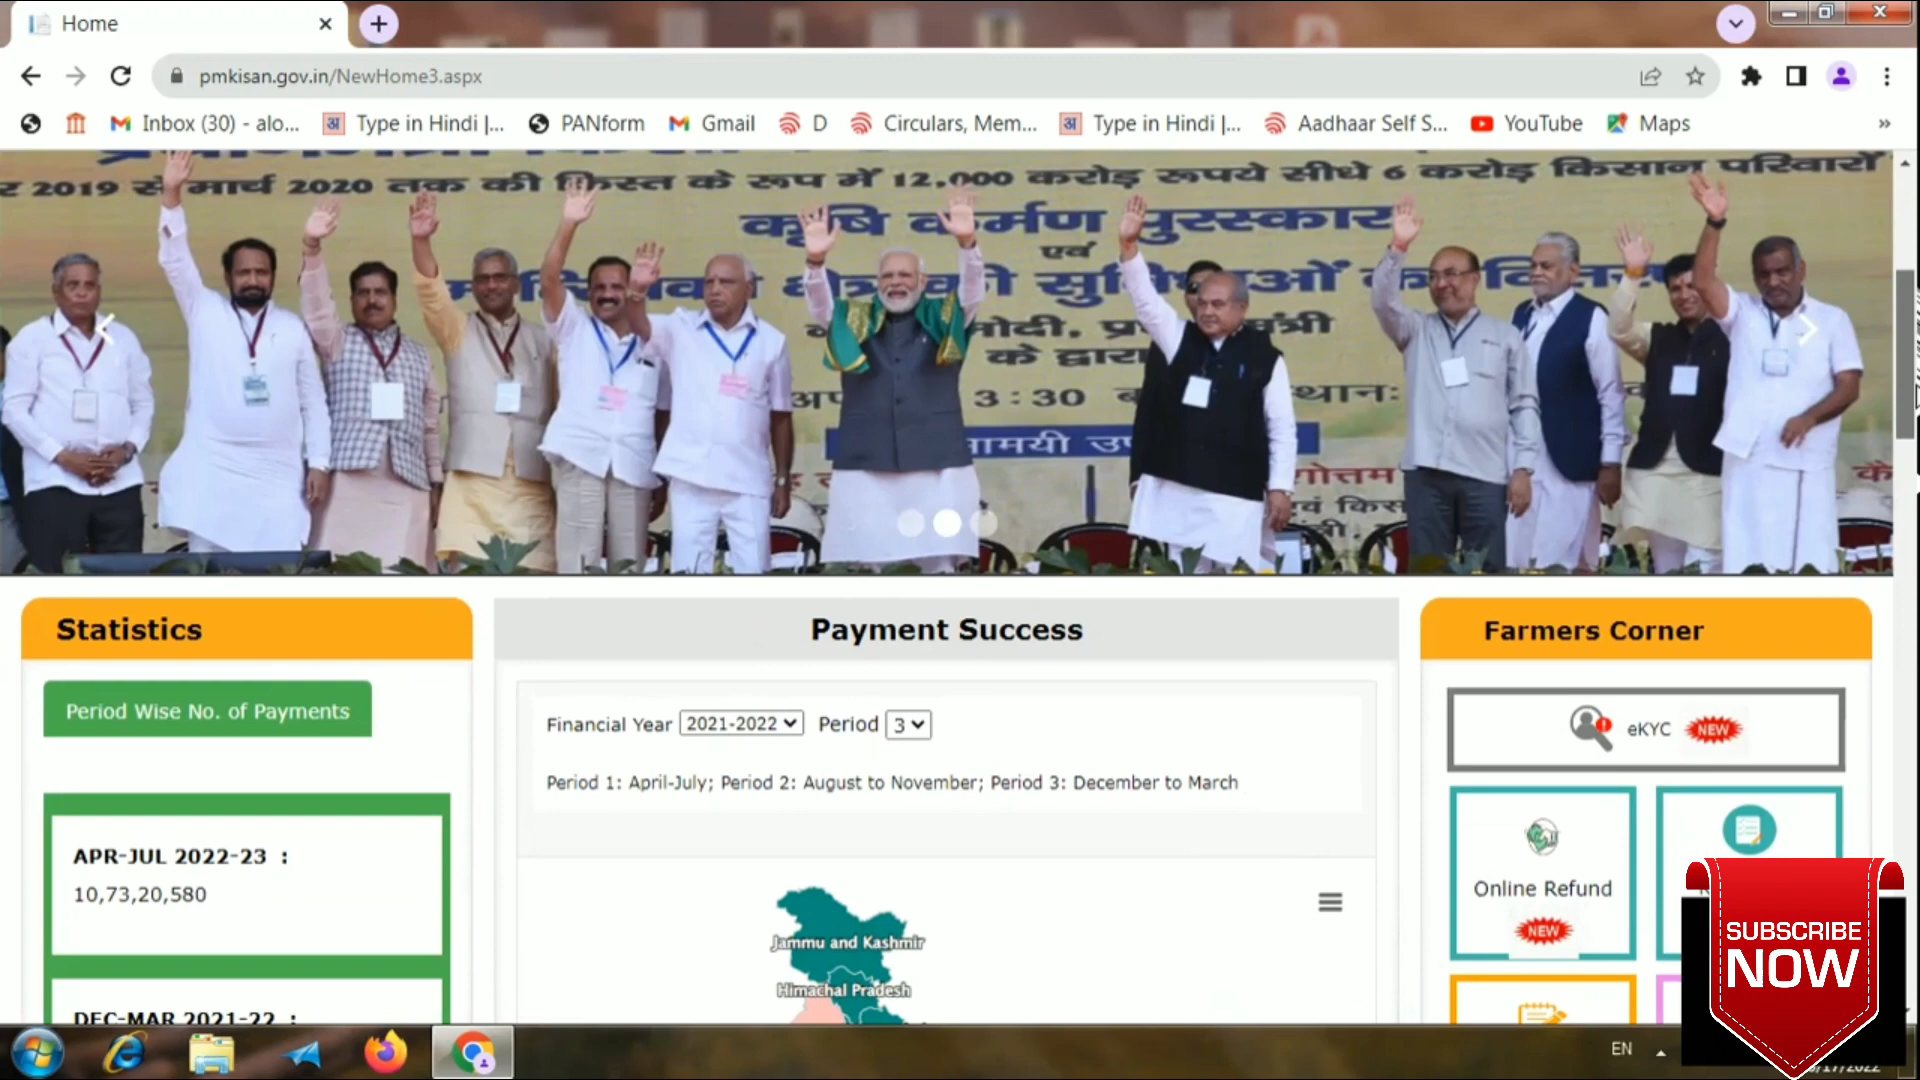 Home
pmkisan.gov.in/NewHome3.aspx
Inbox (30) - alo...
Type in Hindi |...
PANform
Gmail
D
Circulars, Mem...
Type in Hindi |...
Aadhaar Self S...
YouTube
Maps
»
2019 से मार्च 2020 तक की किस्त के रूप में 12,000 करोड़ रूपये सीधे 6 करोड़ किसान परिवारों
कृषि कर्मण पुरस्कार
एवं
के द्वारा
3:30
Statistics
Payment Success
Farmers Corner
Period Wise No. of Payments
Financial Year 2021-2022 Period 3
eKYC NEW
Period 1: April-July; Period 2: August to November; Period 3: December to March
APR-JUL 2022-23 :
10,73,20,580
Online Refund
NEW
Jammu and Kashmir
Himachal Pradesh
DEC-MAR 2021-22 :
SUBSCRIBE
NOW
EN